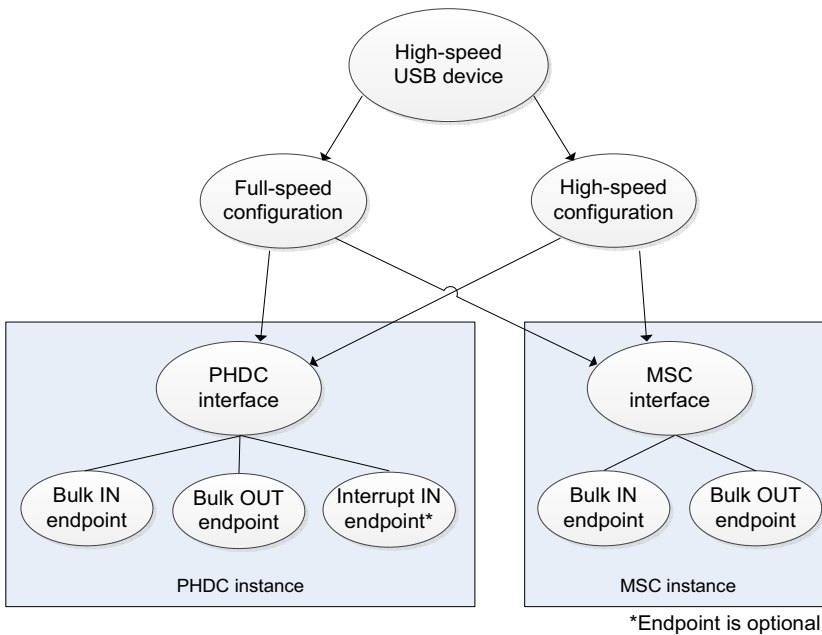 High-speed
USB device
Full-speed
configuration
High-speed
configuration
PHDC
interface
MSC
interface
Bulk IN
endpoint
Bulk OUT
endpoint
Interrupt IN
endpoint*
Bulk IN
endpoint
Bulk OUT
endpoint
PHDC instance
MSC instance
*Endpoint is optional